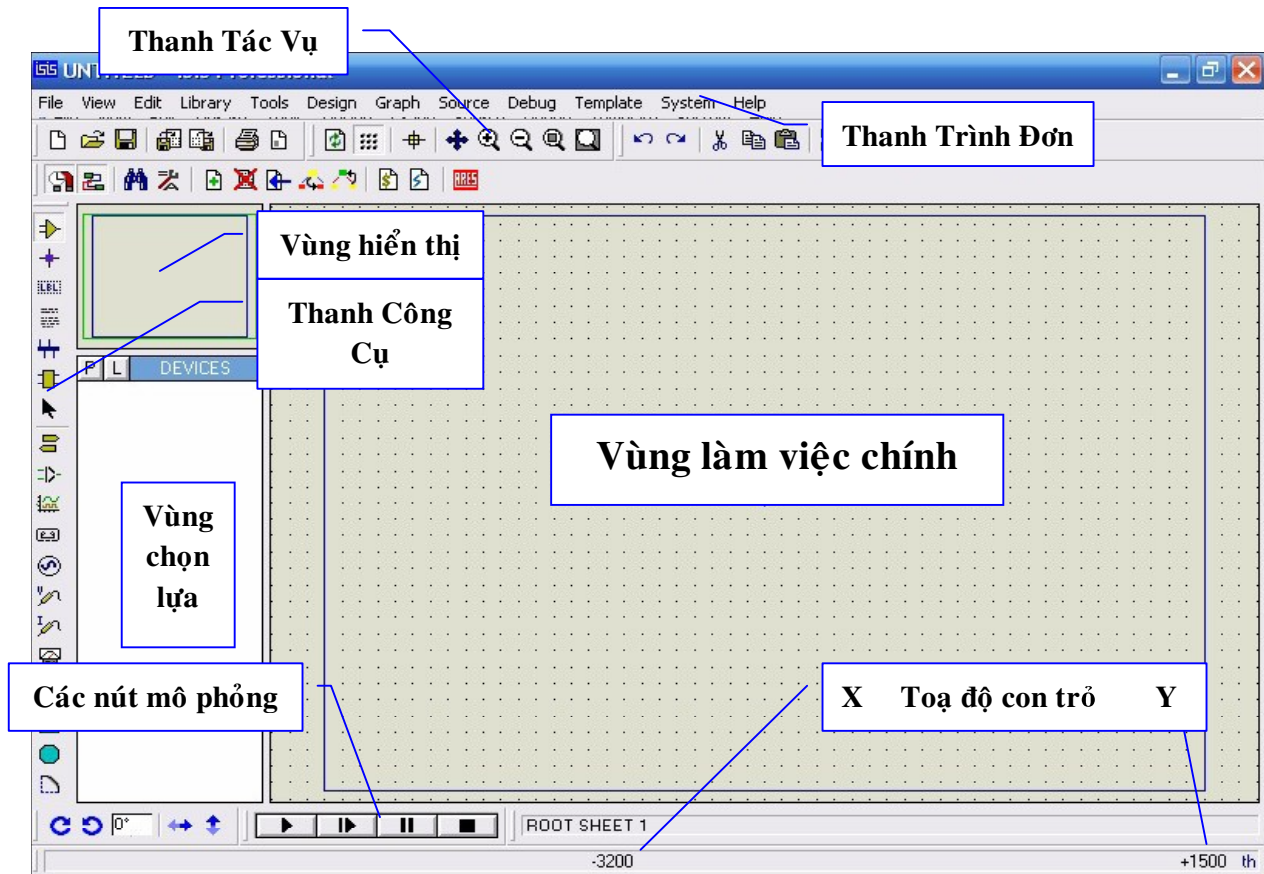 Thanh Tác Vụ
File View Edit Library Tools Design Graph Source Debug Template System Help
Thanh Trình Đơn
ARES
Vùng hiển thị
LBL
Thanh Công
Cụ
P L DEVICES
Vùng làm việc chính
Vùng
chọn
lựa
Các nút mô phỏng
X Toạ độ con trỏ Y
0°
ROOT SHEET 1
-3200 +1500 th